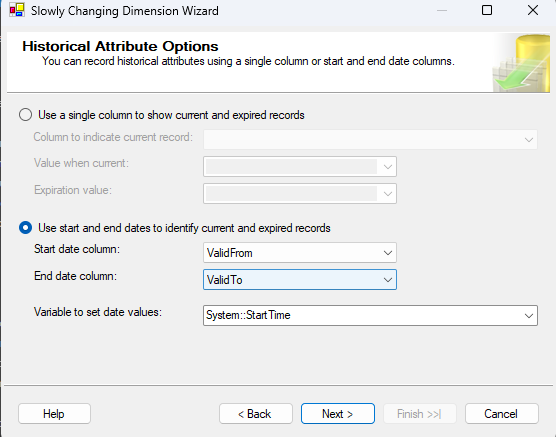 Slowly Changing Dimension Wizard
Historical Attribute Options
You can record historical attributes using a single column or start and end date columns.
Use a single column to show current and expired records
Column to indicate current record:
Value when current:
Expiration value:
Use start and end dates to identify current and expired records
Start date column: ValidFrom
End date column: ValidTo
Variable to set date values: System::StartTime
Help < Back Next > Finish >>| Cancel